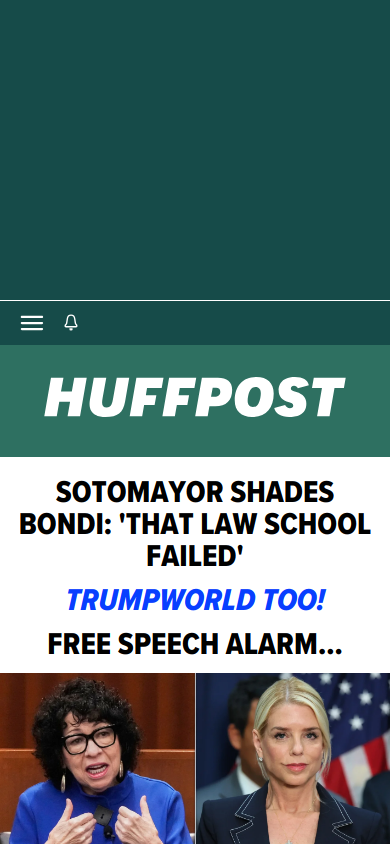 HUFFPOST
SOTOMAYOR SHADES
BONDI: 'THAT LAW SCHOOL
FAILED'
TRUMPWORLD TOO!
FREE SPEECH ALARM...